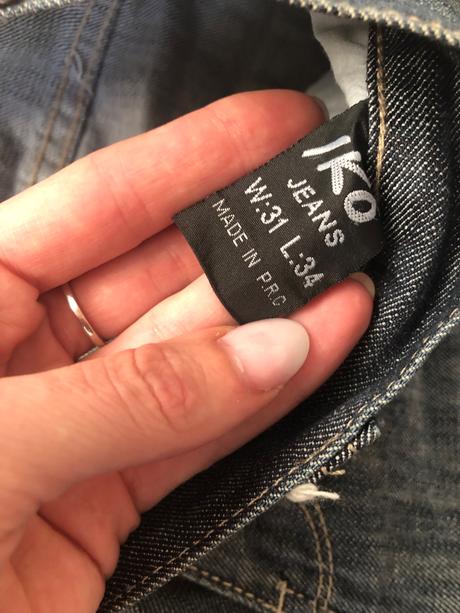 IKO
JEANS
W:31 L:34
MADE IN P.R.C